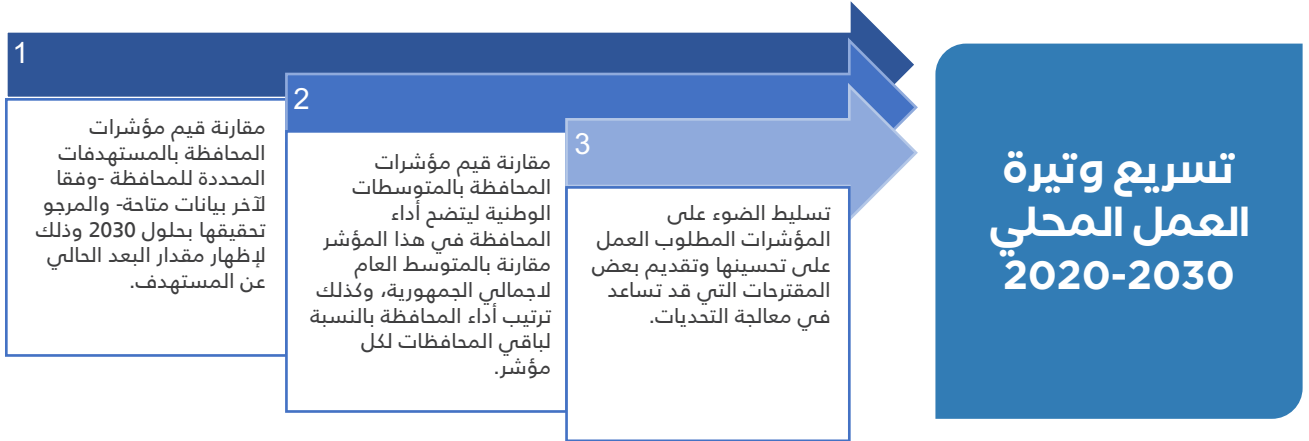 1
مقارنة قيم مؤشرات
المحافظة بالمستهدفات
المحددة للمحافظة -وفقا
لآخر بيانات متاحة- والمرجو
تحقيقها بحلول 2030 وذلك
لإظهار مقدار البعد الحالي
عن المستهدف.
2
مقارنة قيم مؤشرات
المحافظة بالمتوسطات
الوطنية ليتضح أداء
المحافظة في هذا المؤشر
مقارنة بالمتوسط العام
لاجمالي الجمهورية، وكذلك
ترتيب أداء المحافظة بالنسبة
لباقي المحافظات لكل
مؤشر.
3
تسليط الضوء على
المؤشرات المطلوب العمل
على تحسينها وتقديم بعض
المقترحات التي قد تساعد
في معالجة التحديات.
تسريع وتيرة
العمل المحلي
2020-2030